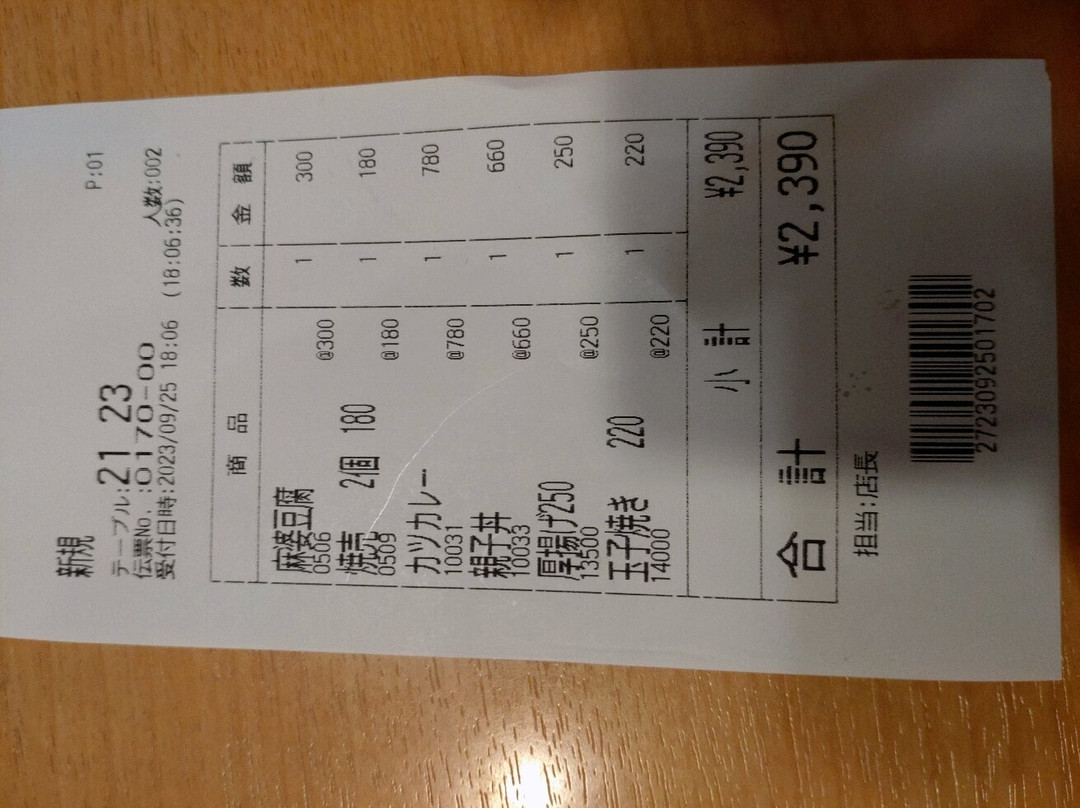 P:01
新規
テーブル:21 23
伝票No. :0170-00 人数:002
受付日時:2023/09/25 18:06 (18:06:36)
商 品 数 金 額
麻婆豆腐
0506 @300 1 300
焼売 2個 180
0509 @180 1 180
カツカレー
10031 @780 1 780
親子丼
10033 @660 1 660
厚揚げ250
13500 @250 1 250
玉子焼き 220
14000 @220 1 220
小 計 ¥2,390
合 計 ¥2,390
担当:店長
2723092501702